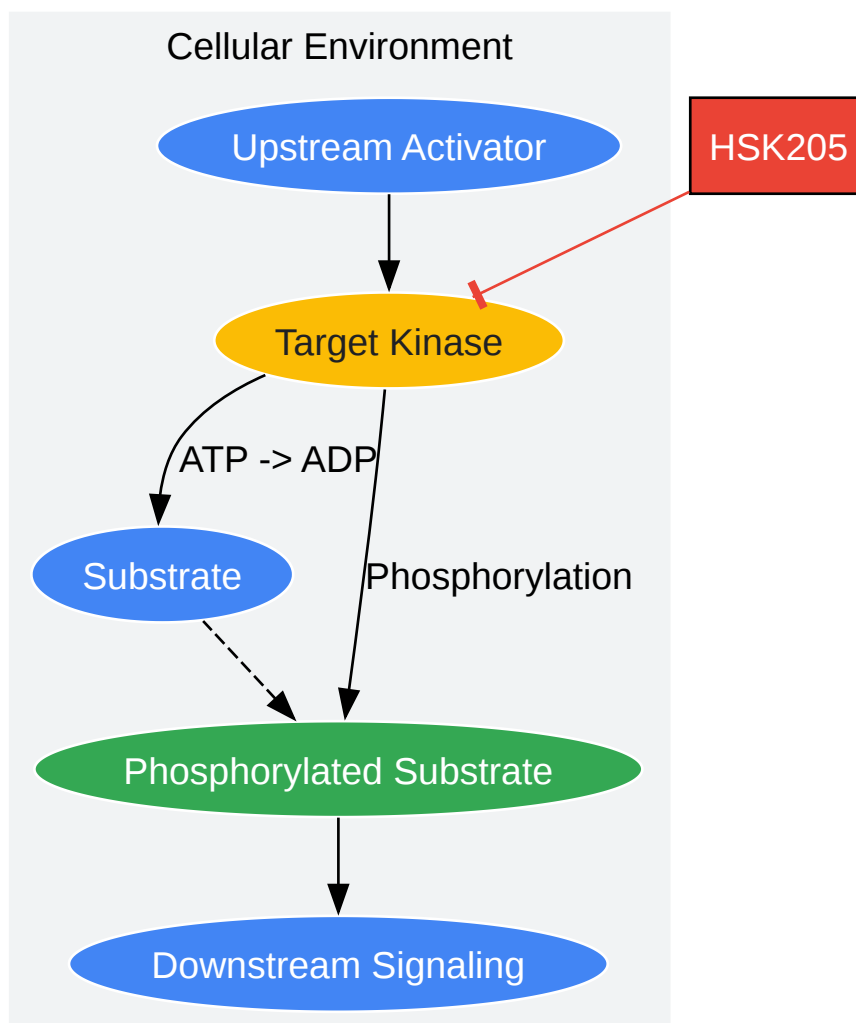 Cellular Environment
Upstream Activator
HSK205
Target Kinase
ATP -> ADP
Substrate
Phosphorylation
Phosphorylated Substrate
Downstream Signaling